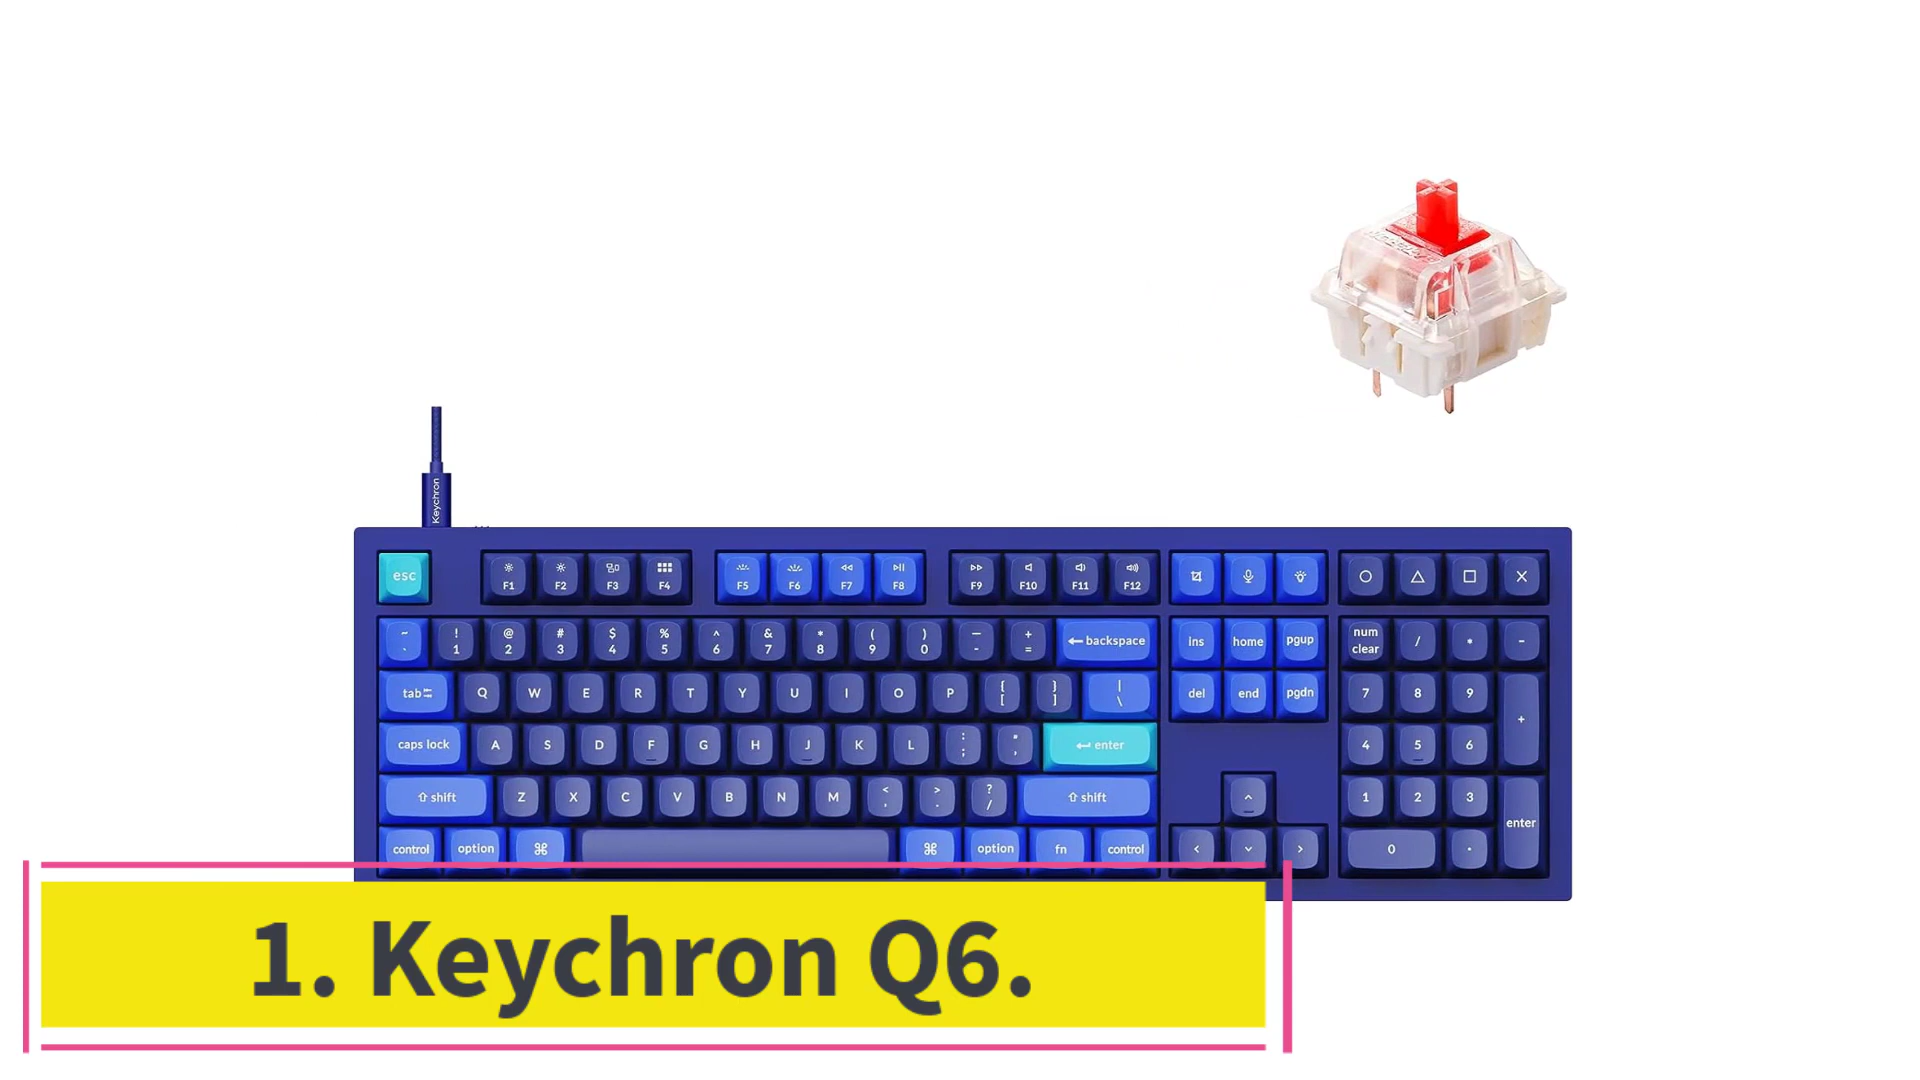 Keychron
esc F1 F2 F3 F4 F5 F6 F7 F8 F9 F10 F11 F12
~ ! @ # $ % ^ & * ( ) — + ← backspace ins home pgup num / * -
` 1 2 3 4 5 6 7 8 9 0 - = clear
tab Q W E R T Y U I O P { [ } ] | \ del end pgdn 7 8 9 +
caps lock A S D F G H J K L : ; " ' enter 4 5 6
shift Z X C V B N M < , > . ? / shift ^ 1 2 3 enter
control option ⌘ ⌘ option fn control 0 .
1. Keychron Q6.